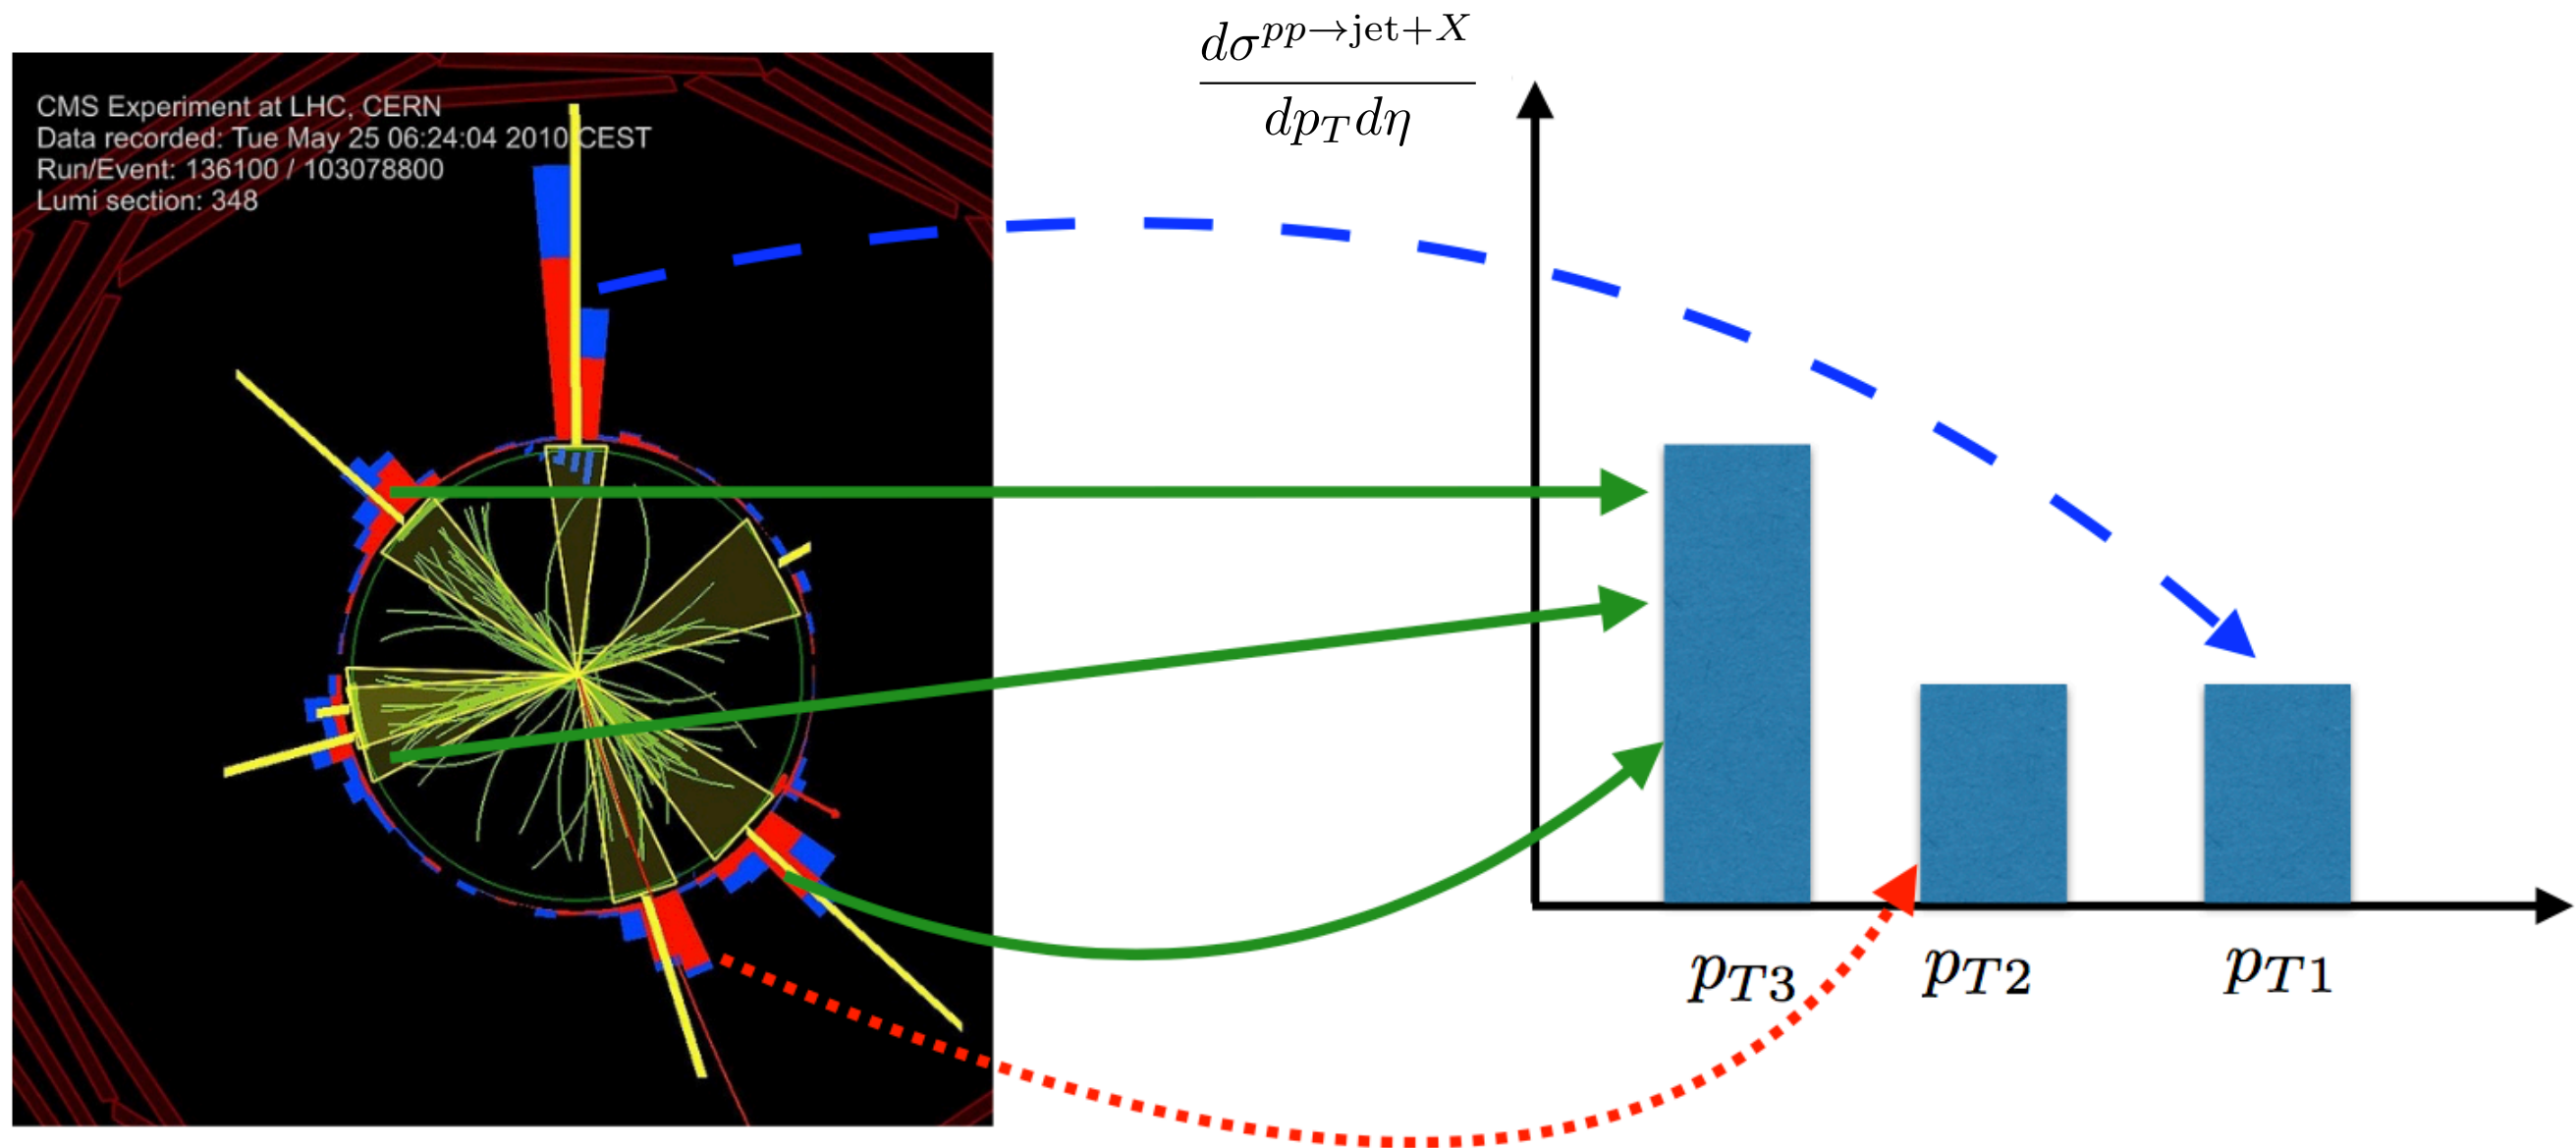 CMS Experiment at LHC, CERN
Data recorded: Tue May 25 06:24:04 2010 CEST
Run/Event: 136100 / 103078800
Lumi section: 348
dσ^{pp→jet+X}
dp_T dη
p_{T3} p_{T2} p_{T1}